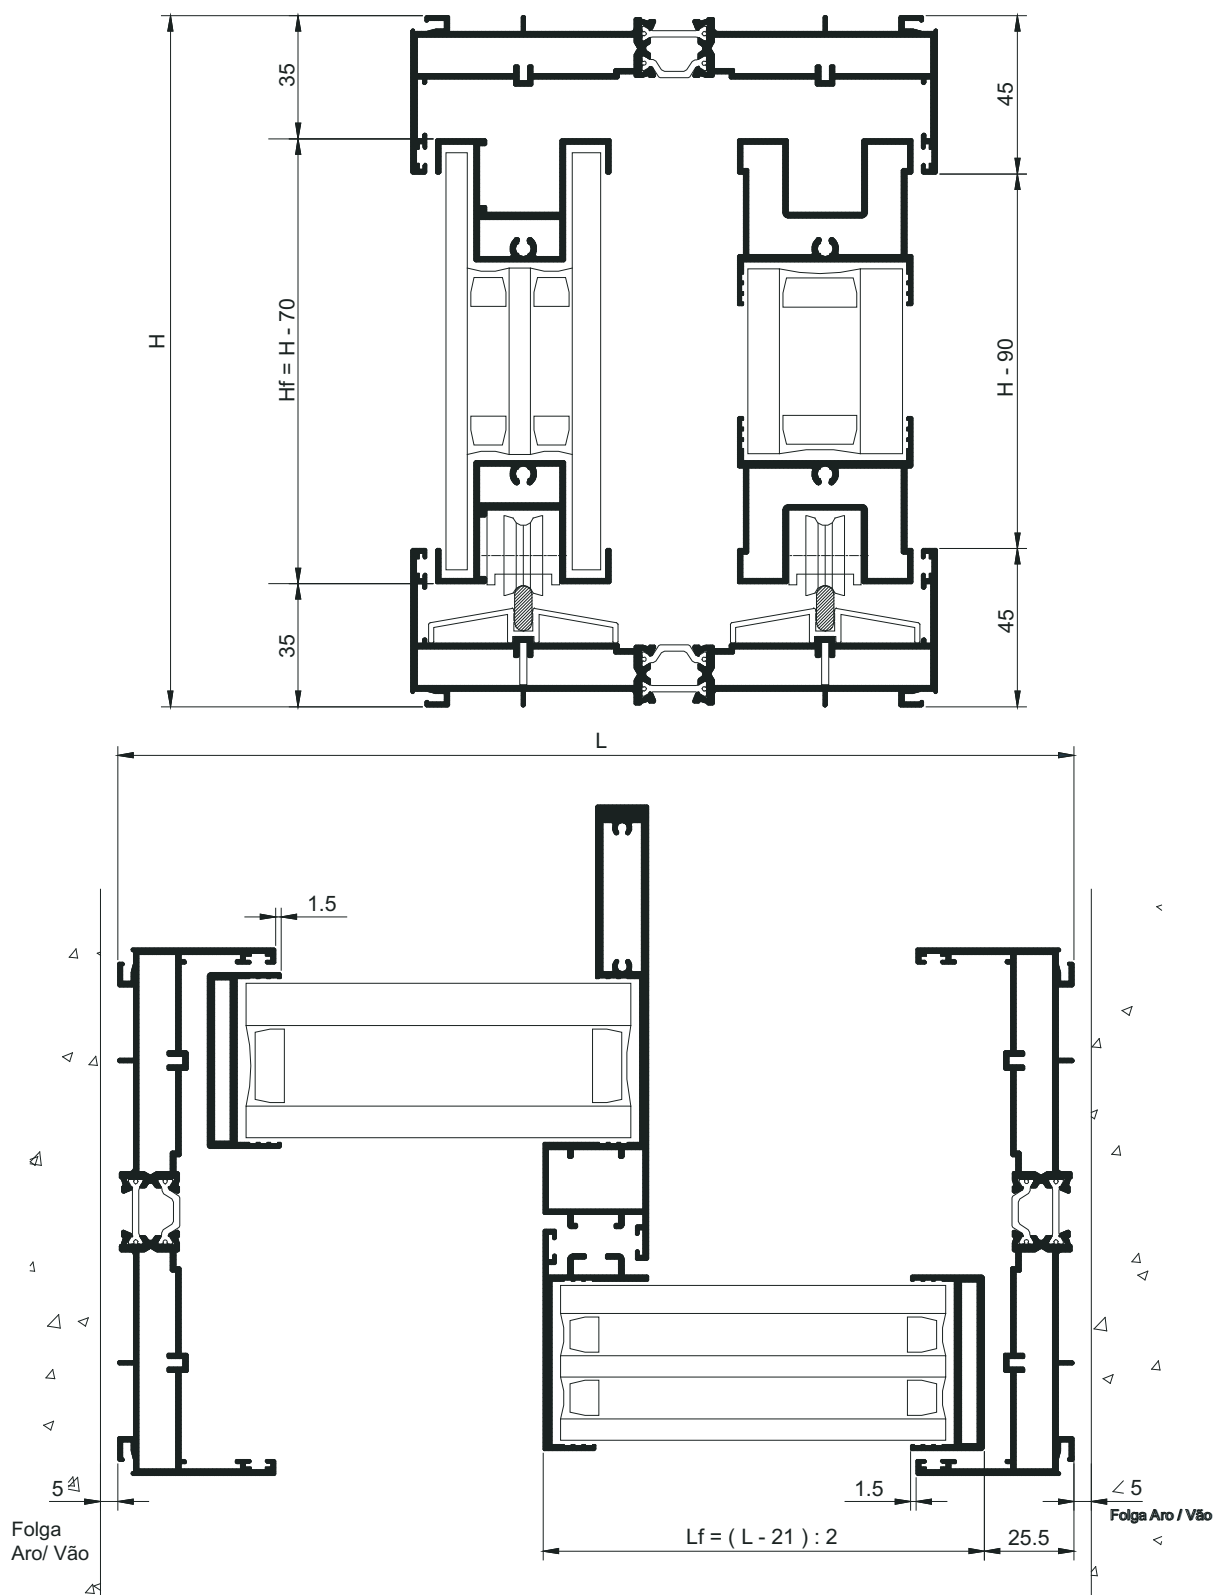 35
45
H
Hf = H - 70
H - 90
35
45
L
1.5
5
1.5
5
Folga
Aro/ Vão
Folga Aro / Vão
Lf = ( L - 21 ) : 2
25.5